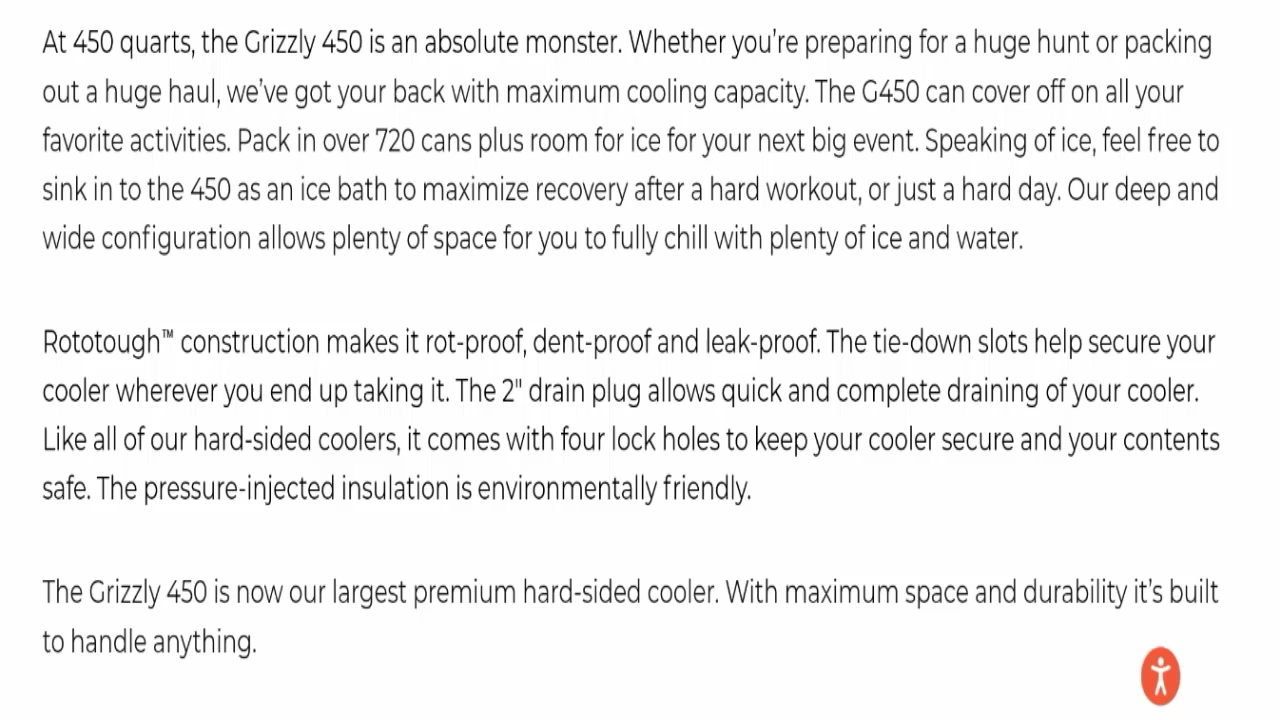 At 450 quarts, the Grizzly 450 is an absolute monster. Whether you’re preparing for a huge hunt or packing
out a huge haul, we’ve got your back with maximum cooling capacity. The G450 can cover off on all your
favorite activities. Pack in over 720 cans plus room for ice for your next big event. Speaking of ice, feel free to
sink in to the 450 as an ice bath to maximize recovery after a hard workout, or just a hard day. Our deep and
wide configuration allows plenty of space for you to fully chill with plenty of ice and water.
Rototough™ construction makes it rot-proof, dent-proof and leak-proof. The tie-down slots help secure your
cooler wherever you end up taking it. The 2" drain plug allows quick and complete draining of your cooler.
Like all of our hard-sided coolers, it comes with four lock holes to keep your cooler secure and your contents
safe. The pressure-injected insulation is environmentally friendly.
The Grizzly 450 is now our largest premium hard-sided cooler. With maximum space and durability it’s built
to handle anything.